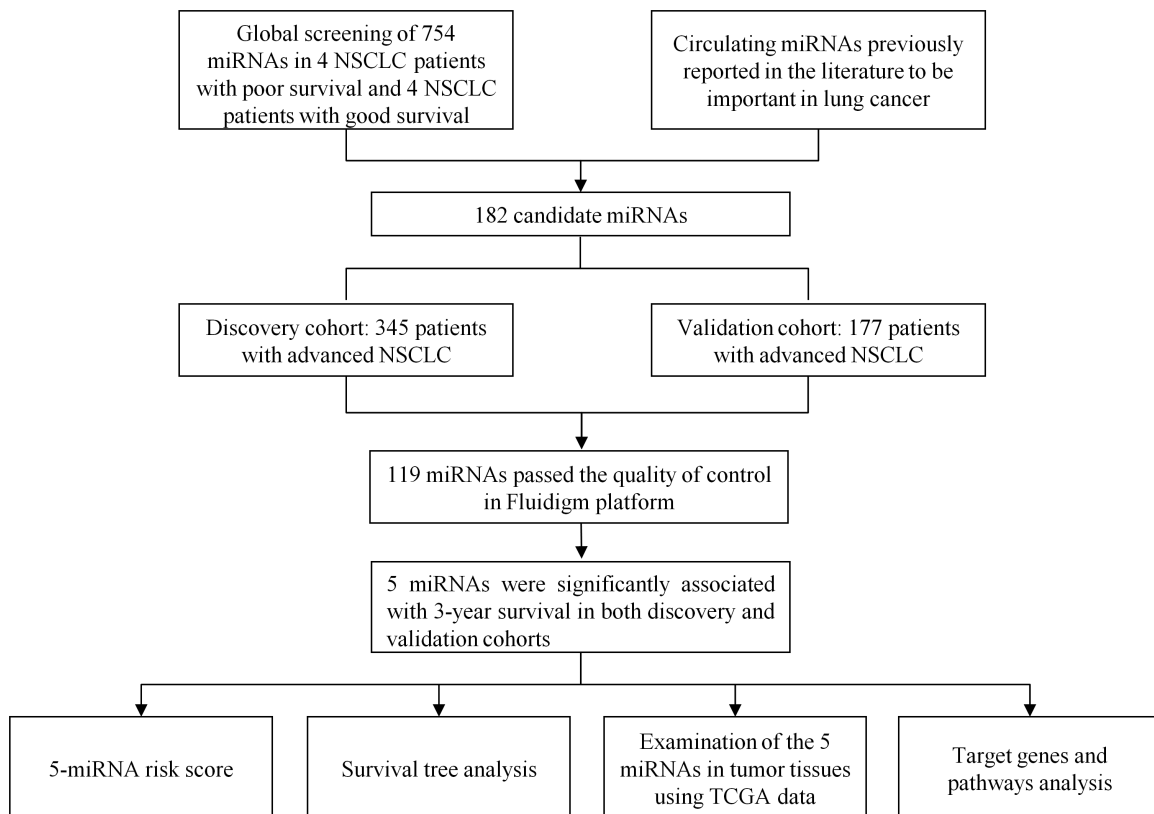 Global screening of 754
miRNAs in 4 NSCLC patients
with poor survival and 4 NSCLC
patients with good survival
Circulating miRNAs previously
reported in the literature to be
important in lung cancer
182 candidate miRNAs
Discovery cohort: 345 patients
with advanced NSCLC
Validation cohort: 177 patients
with advanced NSCLC
119 miRNAs passed the quality of control
in Fluidigm platform
5 miRNAs were significantly associated
with 3-year survival in both discovery and
validation cohorts
5-miRNA risk score
Survival tree analysis
Examination of the 5
miRNAs in tumor tissues
using TCGA data
Target genes and
pathways analysis